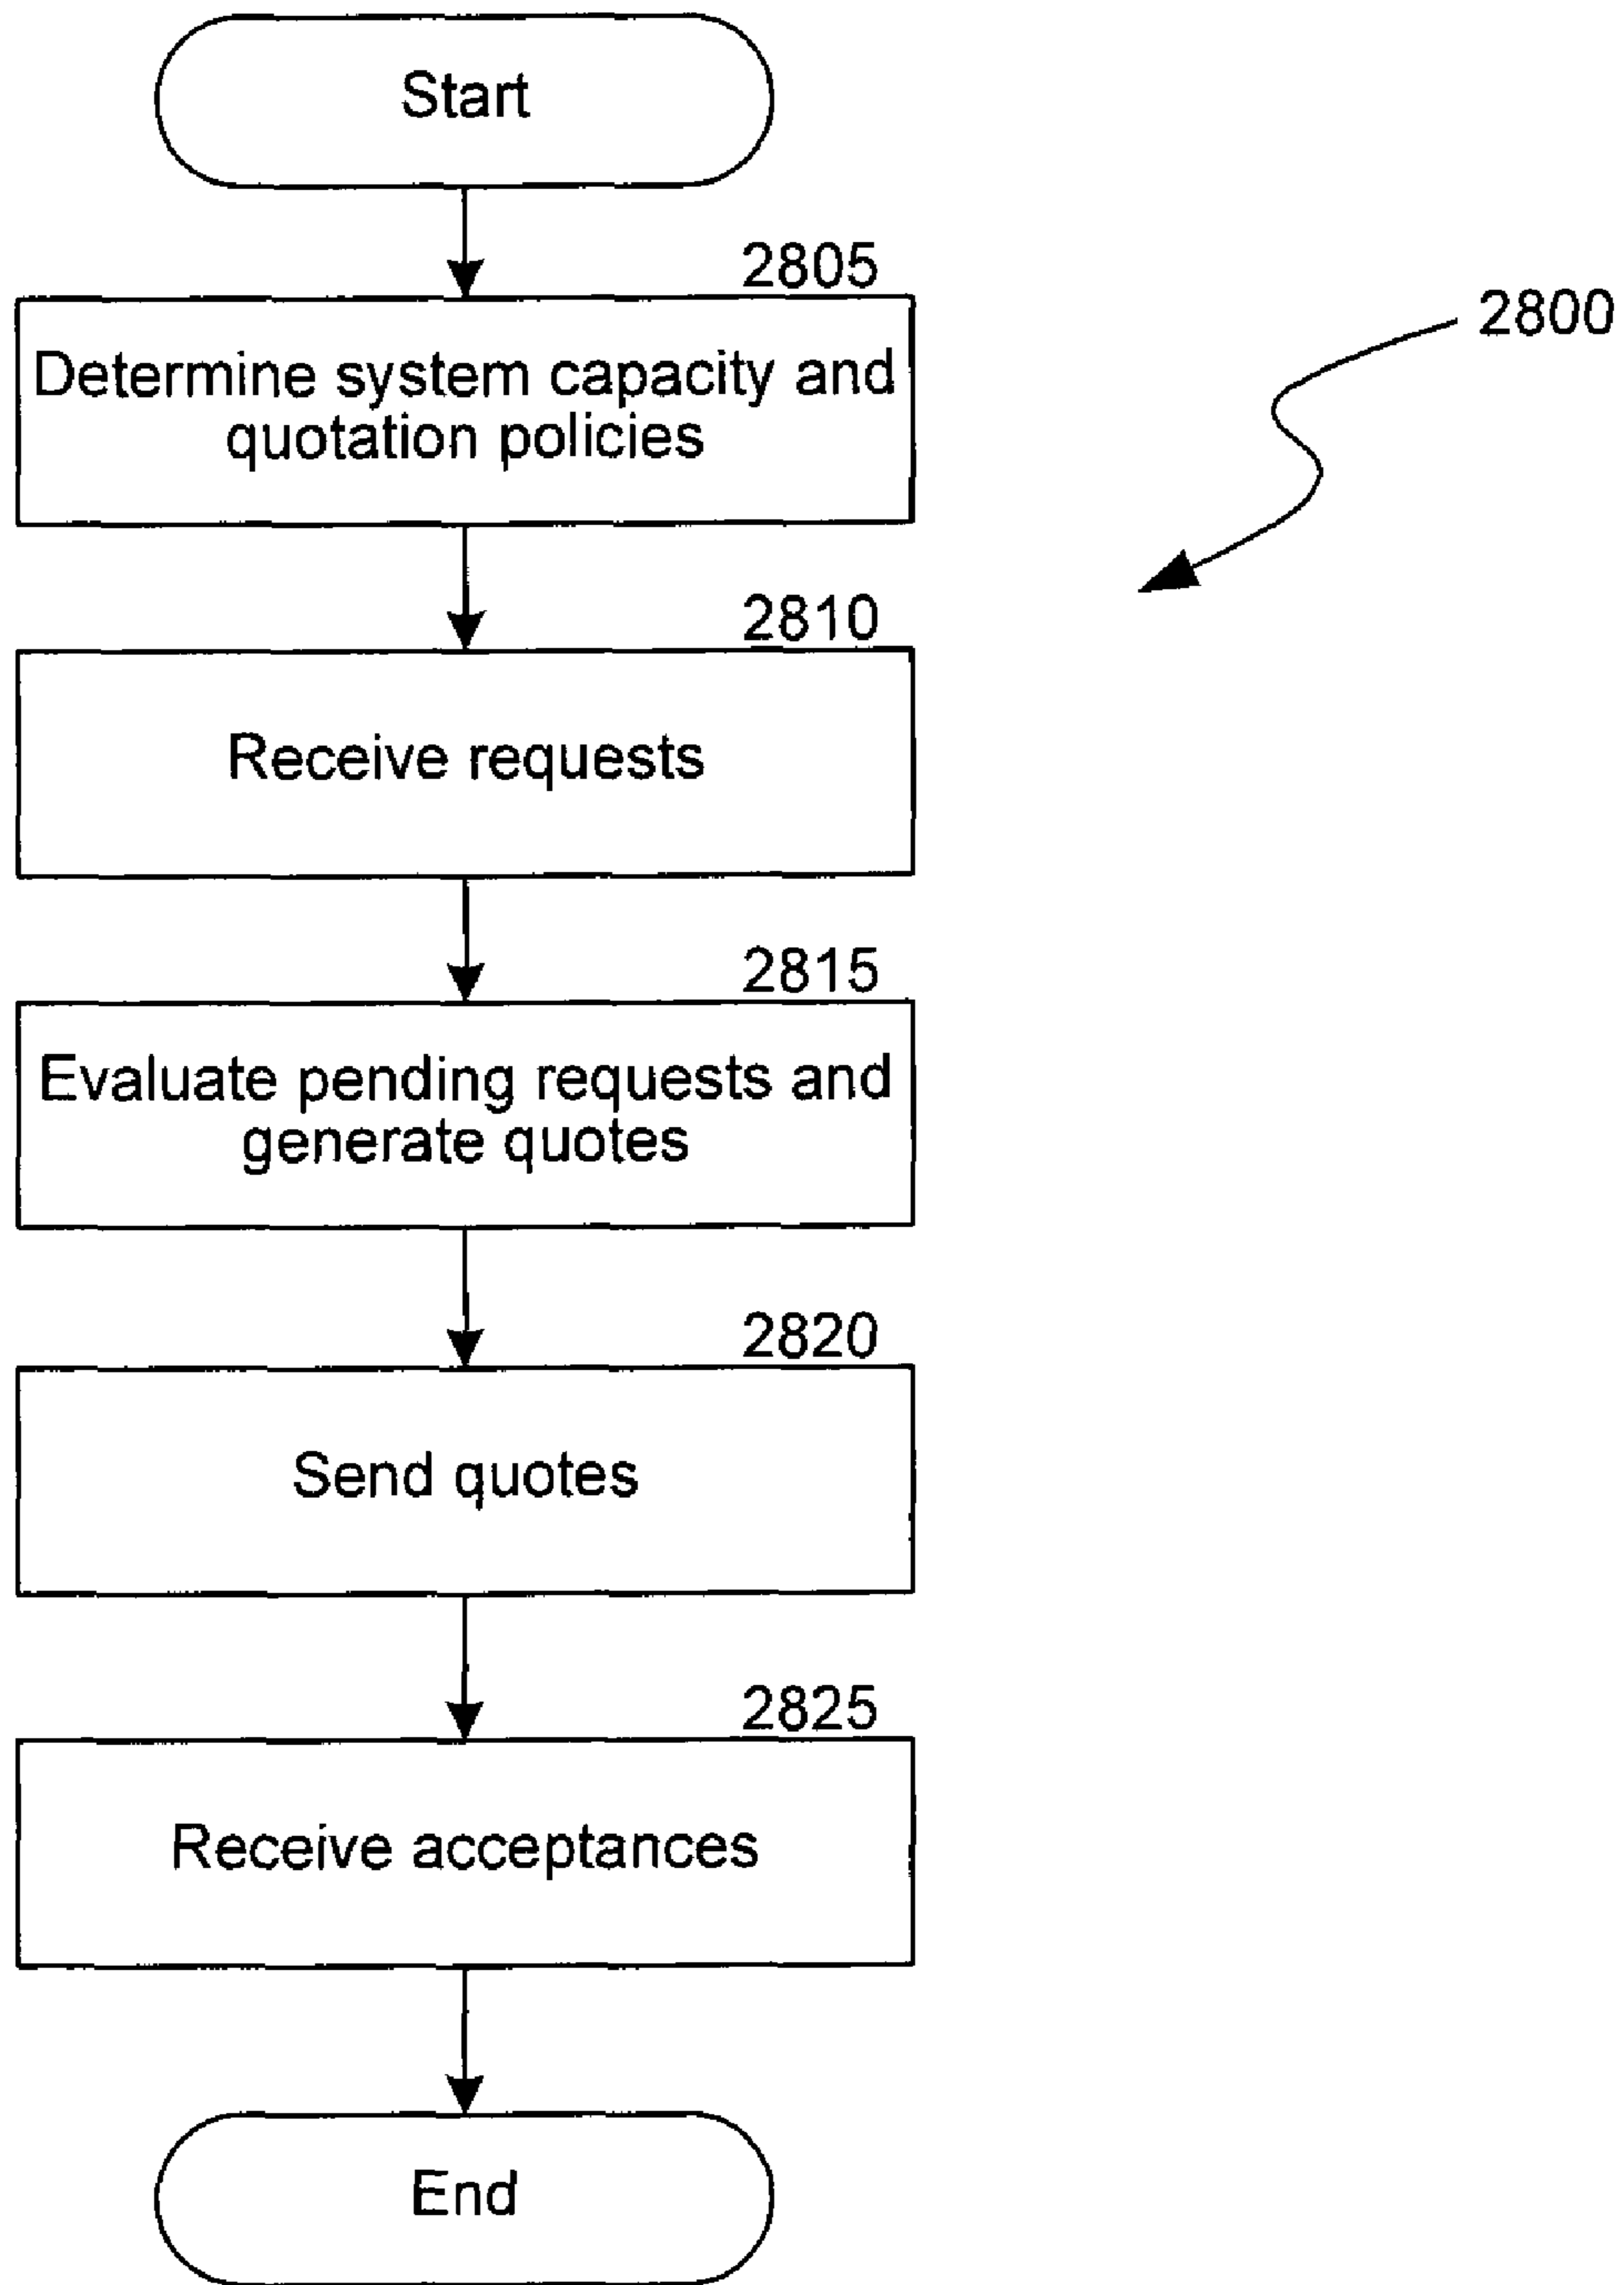 Start
2805
2800
Determine system capacity and
quotation policies
2810
Receive requests
2815
Evaluate pending requests and
generate quotes
2820
Send quotes
2825
Receive acceptances
End